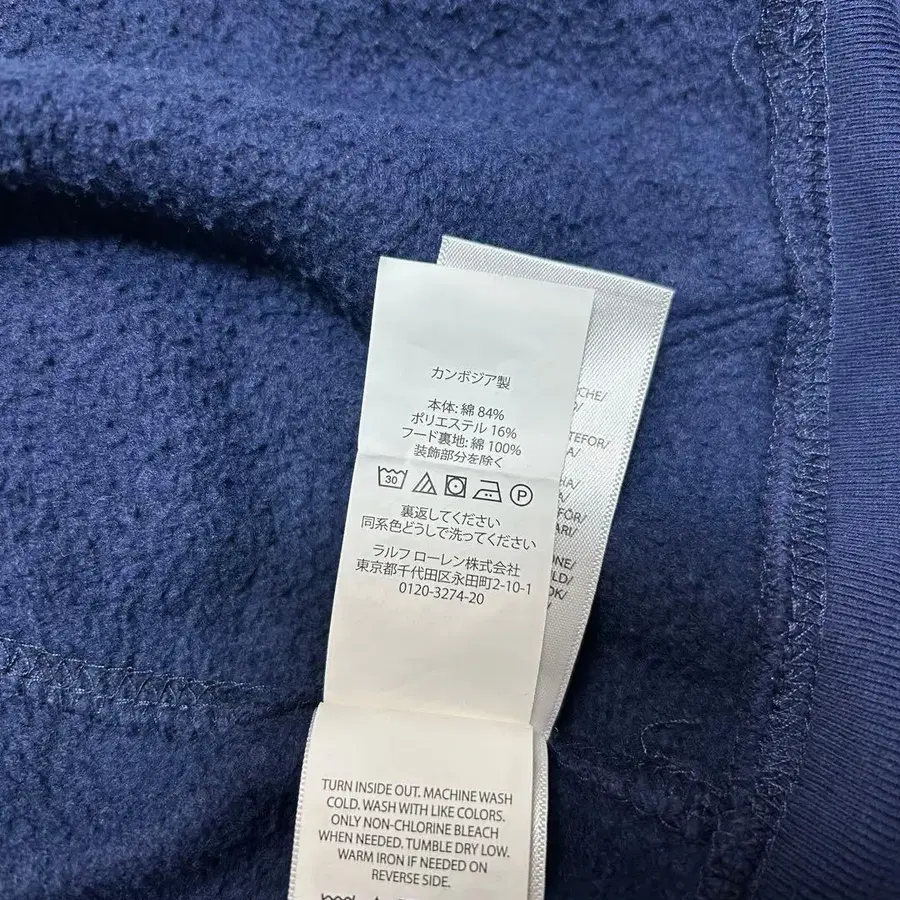 カンボジア製
本体: 綿 84%
ポリエステル 16%
フード裏地: 綿 100%
装飾部分を除く
30 P
裏返してください
同系色どうしで洗ってください
ラルフ ローレン株式会社
東京都千代田区永田町2-10-1
0120-3274-20
TURN INSIDE OUT. MACHINE WASH
COLD. WASH WITH LIKE COLORS.
ONLY NON-CHLORINE BLEACH
WHEN NEEDED. TUMBLE DRY LOW.
WARM IRON IF NEEDED ON
REVERSE SIDE.